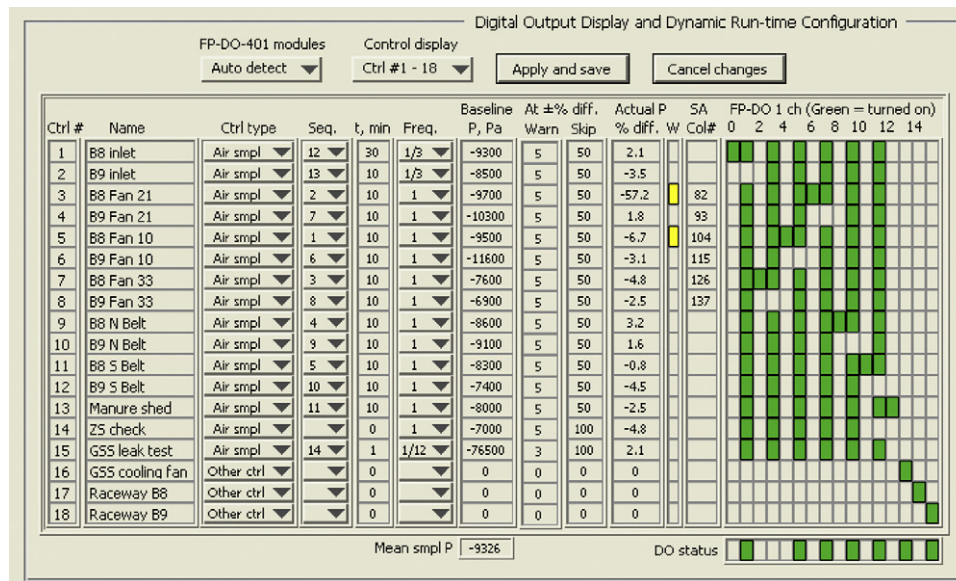 Digital Output Display and Dynamic Run-time Configuration
FP-DO-401 modules Control display
Auto detect Ctrl #1 - 18 Apply and save Cancel changes
Baseline At ±% diff. Actual P SA FP-DO 1 ch (Green = turned on)
Ctrl # Name Ctrl type Seq. t, min Freq. P, Pa Warn Skip % diff. W Col# 0 2 4 6 8 10 12 14
1 B8 inlet Air smpl 12 30 1/3 -9300 5 50 2.1
2 B9 inlet Air smpl 13 10 1/3 -8500 5 50 -3.5
3 B8 Fan 21 Air smpl 2 10 1 -9700 5 50 -57.2 82
4 B9 Fan 21 Air smpl 7 10 1 -10300 5 50 1.8 93
5 B8 Fan 10 Air smpl 1 10 1 -9500 5 50 -6.7 104
6 B9 Fan 10 Air smpl 6 10 1 -11600 5 50 -3.1 115
7 B8 Fan 33 Air smpl 3 10 1 -7600 5 50 -4.8 126
8 B9 Fan 33 Air smpl 8 10 1 -6900 5 50 -2.5 137
9 B8 N Belt Air smpl 4 10 1 -8600 5 50 3.2
10 B9 N Belt Air smpl 9 10 1 -9100 5 50 1.6
11 B8 S Belt Air smpl 5 10 1 -8300 5 50 -0.8
12 B9 S Belt Air smpl 10 10 1 -7400 5 50 -4.5
13 Manure shed Air smpl 11 10 1 -8000 5 50 -2.5
14 ZS check Air smpl 0 1 -7000 5 100 -4.8
15 GSS leak test Air smpl 14 1 1/12 -76500 3 100 2.1
16 GSS cooling fan Other ctrl 0 0 0 0 0
17 Raceway B8 Other ctrl 0 0 0 0 0
18 Raceway B9 Other ctrl 0 0 0 0 0
Mean smpl P -9326 DO status